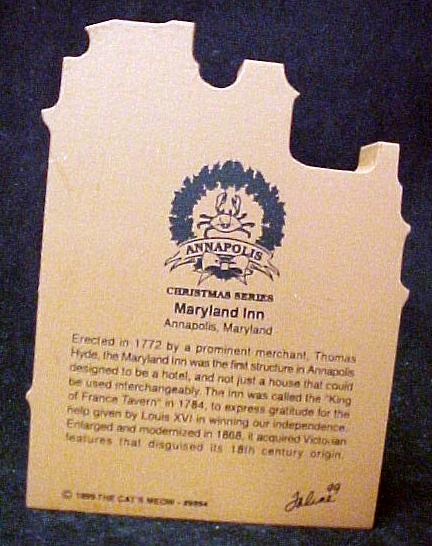 ANNAPOLIS
CHRISTMAS SERIES
Maryland Inn
Annapolis, Maryland
Erected in 1772 by a prominent merchant, Thomas
Hyde, the Maryland Inn was the first structure in Annapolis
designed to be a hotel, and not just a house that could
be used interchangeably. The Inn was called the "King
of France Tavern" in 1784, to express gratitude for the
help given by Louis XVI in winning our independence.
Enlarged and modernized in 1868, it acquired Victorian
features that disguised its 18th century origin.
© 1999 THE CAT'S MEOW
Faline 99